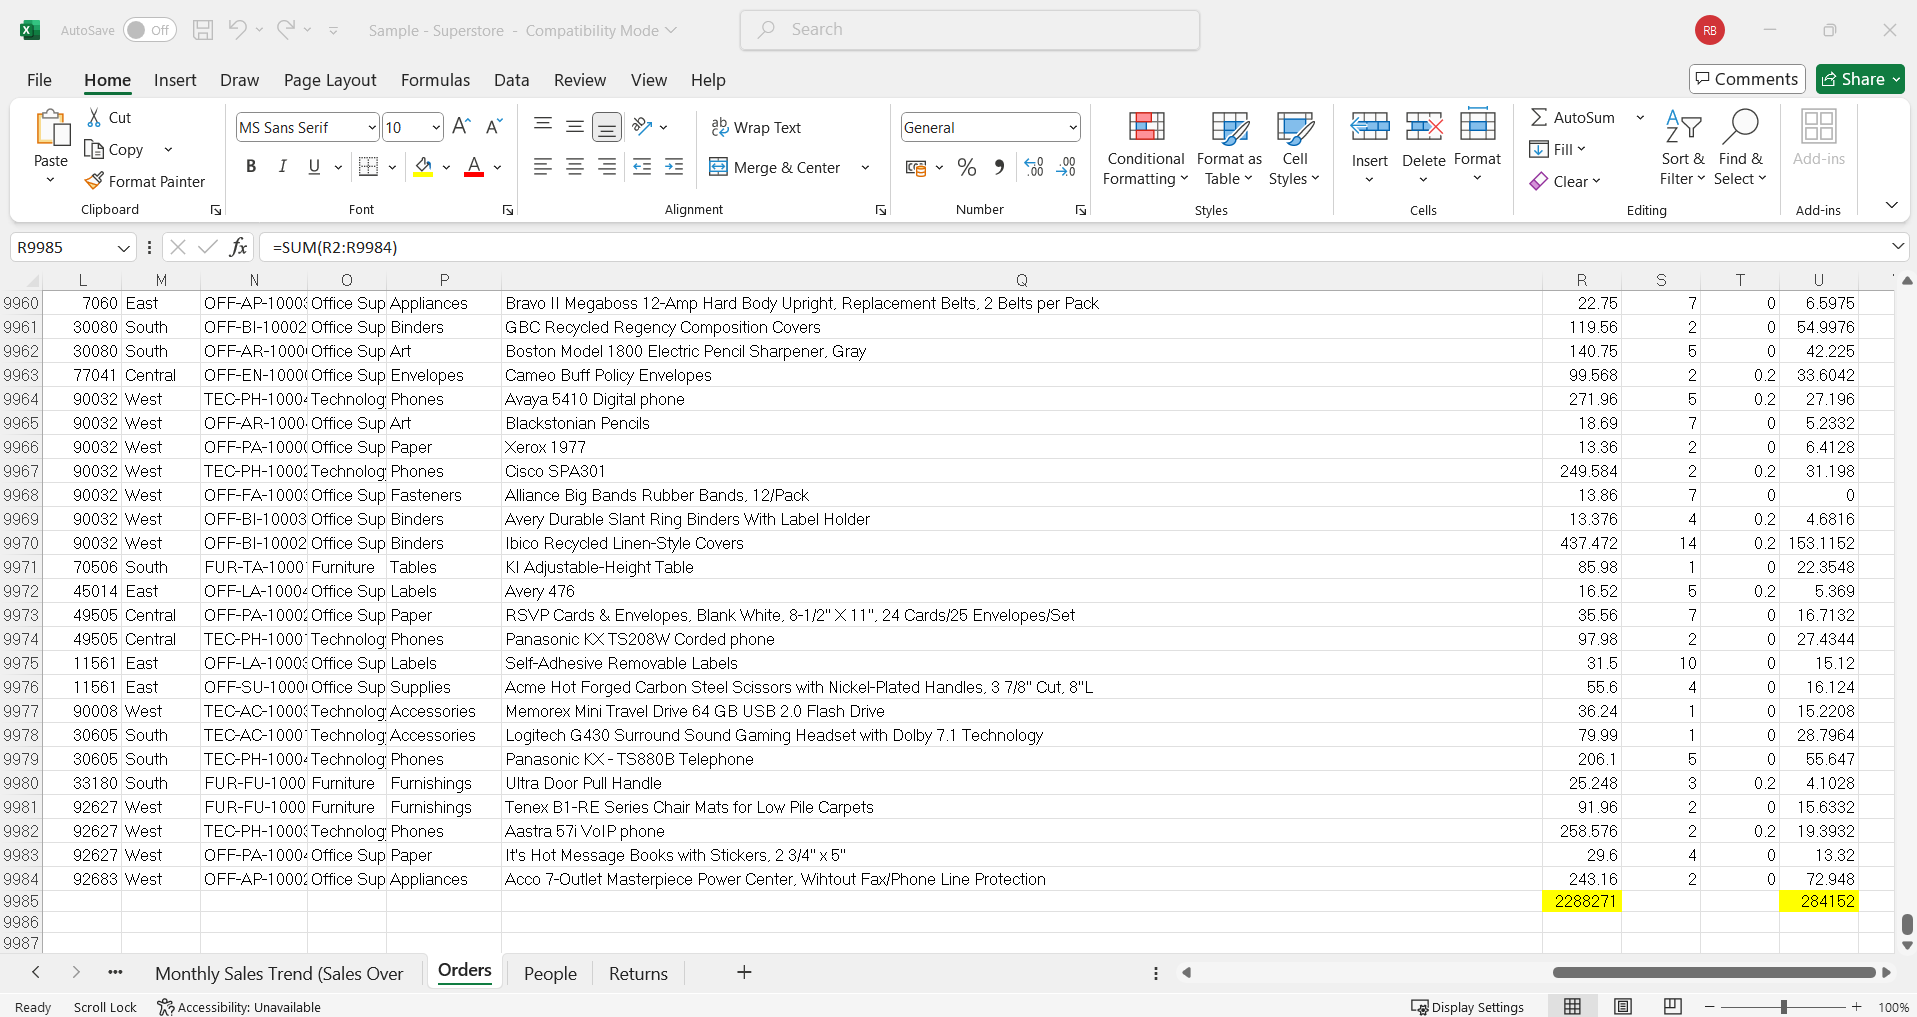 AutoSave Off Sample - Superstore - Compatibility Mode Search RB
File Home Insert Draw Page Layout Formulas Data Review View Help Comments Share
Paste Cut Copy Format Painter Clipboard
MS Sans Serif 10 B I U A Font
ab Wrap Text Merge & Center Alignment
General % Number
Conditional Formatting Format as Table Cell Styles Styles
Insert Delete Format Cells
AutoSum Fill Clear Sort & Filter Find & Select Editing
Add-ins Add-ins
R9985 fx =SUM(R2:R9984)
L M N O P Q R S T U
9960 7060 East OFF-AP-1000 Office Sup Appliances Bravo II Megaboss 12-Amp Hard Body Upright, Replacement Belts, 2 Belts per Pack 22.75 7 0 6.5975
9961 30080 South OFF-BI-10002 Office Sup Binders GBC Recycled Regency Composition Covers 119.56 2 0 54.9976
9962 30080 South OFF-AR-1000 Office Sup Art Boston Model 1800 Electric Pencil Sharpener, Gray 140.75 5 0 42.225
9963 77041 Central OFF-EN-1000 Office Sup Envelopes Cameo Buff Policy Envelopes 99.568 2 0.2 33.6042
9964 90032 West TEC-PH-1000 Technolog Phones Avaya 5410 Digital phone 271.96 5 0.2 27.196
9965 90032 West OFF-AR-1000 Office Sup Art Blackstonian Pencils 18.69 7 0 5.2332
9966 90032 West OFF-PA-1000 Office Sup Paper Xerox 1977 13.36 2 0 6.4128
9967 90032 West TEC-PH-1000 Technolog Phones Cisco SPA301 249.584 2 0.2 31.198
9968 90032 West OFF-FA-1000 Office Sup Fasteners Alliance Big Bands Rubber Bands, 12/Pack 13.86 7 0 0
9969 90032 West OFF-BI-10003 Office Sup Binders Avery Durable Slant Ring Binders With Label Holder 13.376 4 0.2 4.6816
9970 90032 West OFF-BI-10002 Office Sup Binders Ibico Recycled Linen-Style Covers 437.472 14 0.2 153.1152
9971 70506 South FUR-TA-1000 Furniture Tables KI Adjustable-Height Table 85.98 1 0 22.3548
9972 45014 East OFF-LA-1000 Office Sup Labels Avery 476 16.52 5 0.2 5.369
9973 49505 Central OFF-PA-1000 Office Sup Paper RSVP Cards & Envelopes, Blank White, 8-1/2" X 11", 24 Cards/25 Envelopes/Set 35.56 7 0 16.7132
9974 49505 Central TEC-PH-1000 Technolog Phones Panasonic KX TS208W Corded phone 97.98 2 0 27.4344
9975 11561 East OFF-LA-1000 Office Sup Labels Self-Adhesive Removable Labels 31.5 10 0 15.12
9976 11561 East OFF-SU-1000 Office Sup Supplies Acme Hot Forged Carbon Steel Scissors with Nickel-Plated Handles, 3 7/8" Cut, 8"L 55.6 4 0 16.124
9977 90008 West TEC-AC-1000 Technolog Accessories Memorex Mini Travel Drive 64 GB USB 2.0 Flash Drive 36.24 1 0 15.2208
9978 30605 South TEC-AC-1000 Technolog Accessories Logitech G430 Surround Sound Gaming Headset with Dolby 7.1 Technology 79.99 1 0 28.7964
9979 30605 South TEC-PH-1000 Technolog Phones Panasonic KX - TS880B Telephone 206.1 5 0 55.647
9980 33180 South FUR-FU-1000 Furniture Furnishings Ultra Door Pull Handle 25.248 3 0.2 4.1028
9981 92627 West FUR-FU-1000 Furniture Furnishings Tenex B1-RE Series Chair Mats for Low Pile Carpets 91.96 2 0 15.6332
9982 92627 West TEC-PH-1000 Technolog Phones Aastra 57i VoIP phone 258.576 2 0.2 19.3932
9983 92627 West OFF-PA-1000 Office Sup Paper It's Hot Message Books with Stickers, 2 3/4" x 5" 29.6 4 0 13.32
9984 92683 West OFF-AP-1000 Office Sup Appliances Acco 7-Outlet Masterpiece Power Center, Wihtout Fax/Phone Line Protection 243.16 2 0 72.948
9985 2288271 284152
9986
9987
Monthly Sales Trend (Sales Over Orders People Returns
Ready Scroll Lock Accessibility: Unavailable Display Settings 100%